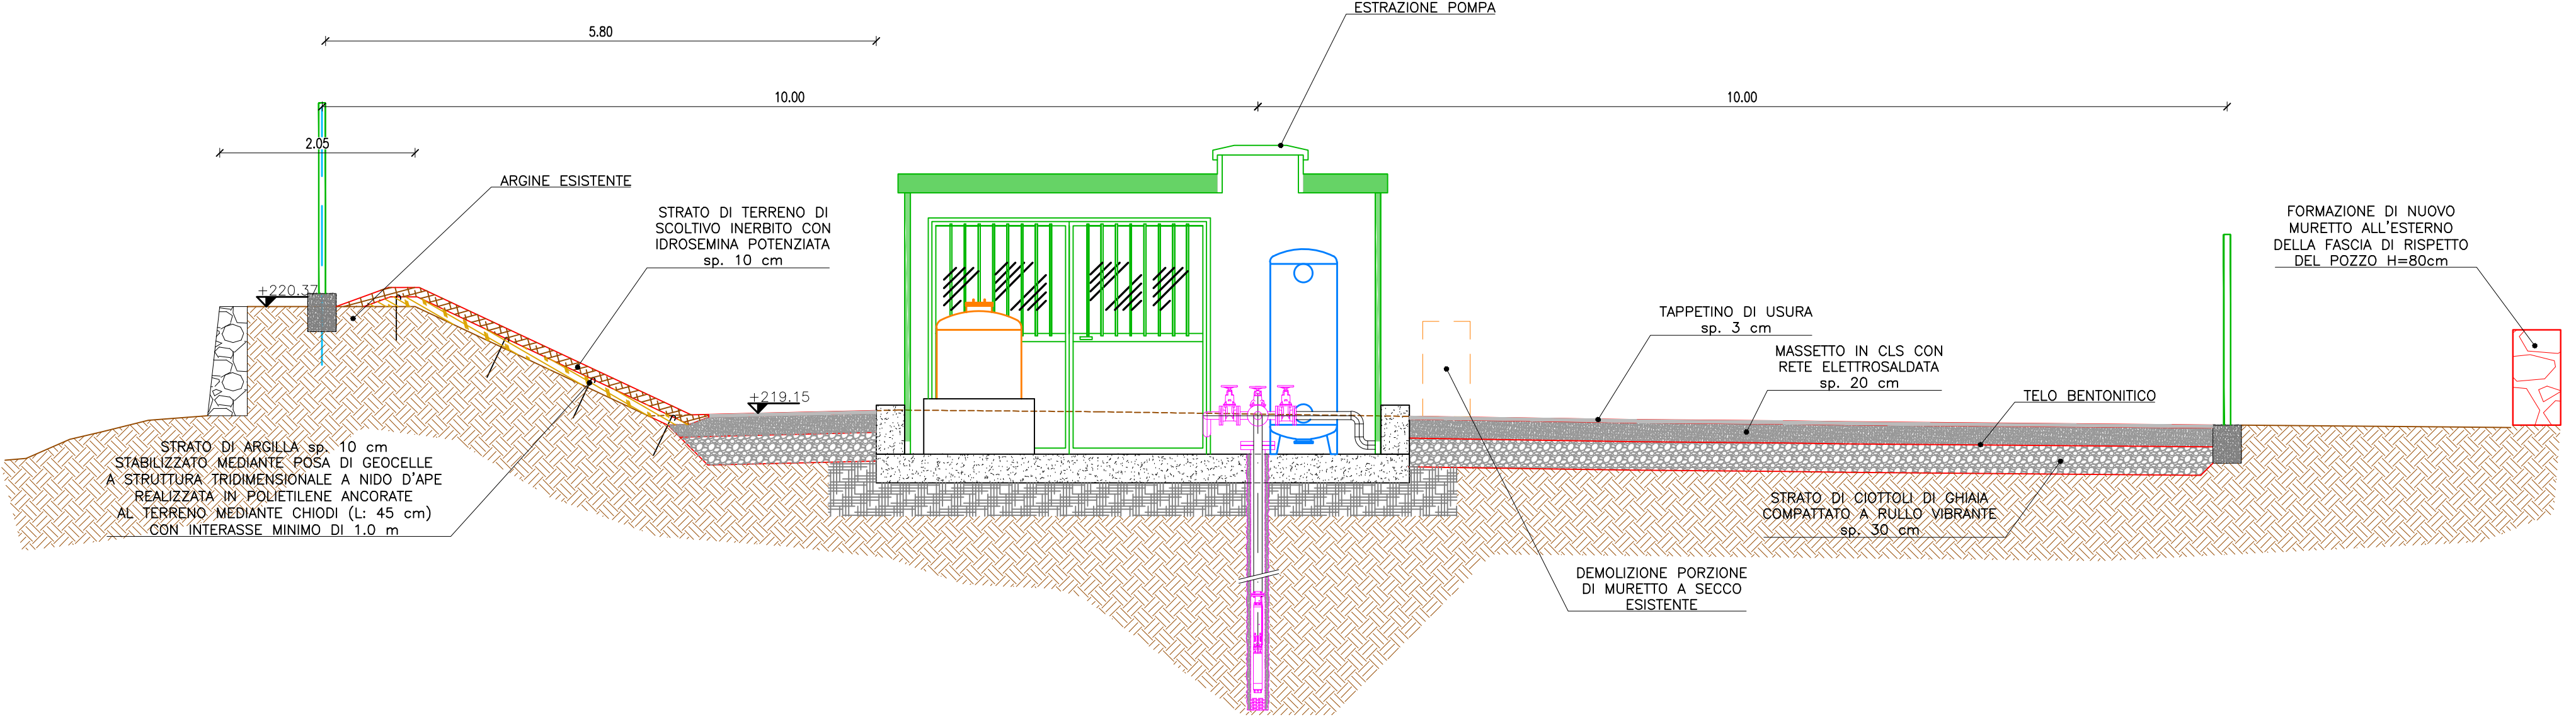 ESTRAZIONE POMPA
5.80
10.00
10.00
2.05
ARGINE ESISTENTE
STRATO DI TERRENO DI
SCOLTIVO INERBITO CON
IDROSEMINA POTENZIATA
sp. 10 cm
FORMAZIONE DI NUOVO
MURETTO ALL'ESTERNO
DELLA FASCIA DI RISPETTO
DEL POZZO H=80cm
+220.37
TAPPETINO DI USURA
sp. 3 cm
MASSETTO IN CLS CON
RETE ELETTROSALDATA
sp. 20 cm
+219.15
TELO BENTONITICO
STRATO DI ARGILLA sp. 10 cm
STABILIZZATO MEDIANTE POSA DI GEOCELLE
A STRUTTURA TRIDIMENSIONALE A NIDO D'APE
REALIZZATA IN POLIETILENE ANCORATE
AL TERRENO MEDIANTE CHIODI (L: 45 cm)
CON INTERASSE MINIMO DI 1.0 m
STRATO DI CIOTTOLI DI GHIAIA
COMPATTATO A RULLO VIBRANTE
sp. 30 cm
DEMOLIZIONE PORZIONE
DI MURETTO A SECCO
ESISTENTE